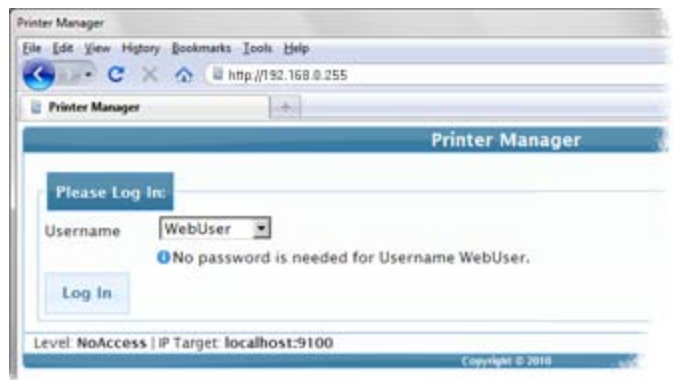 Printer Manager
File Edit View History Bookmarks Tools Help
http://192.168.0.255
Printer Manager
Printer Manager
Please Log In:
Username WebUser
No password is needed for Username WebUser.
Log In
Level: NoAccess | IP Target: localhost:9100
Copyright © 2010